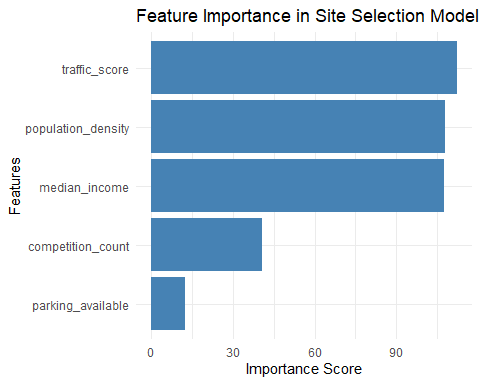 Feature Importance in Site Selection Model
Features
traffic_score
population_density
median_income
competition_count
parking_available
0 30 60 90
Importance Score